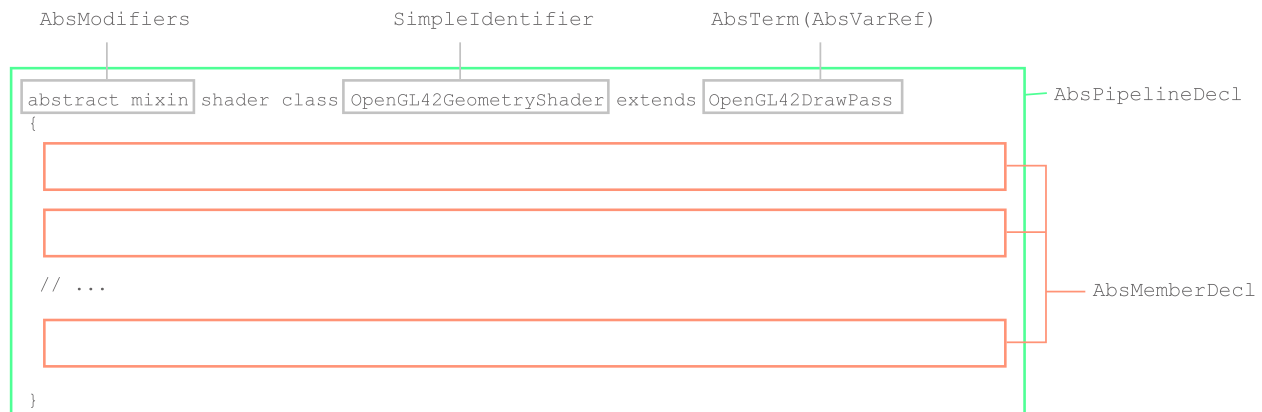 AbsModifiers SimpleIdentifier AbsTerm(AbsVarRef)
abstract mixin shader class OpenGL42GeometryShader extends OpenGL42DrawPass
AbsPipelineDecl
{
// ...
AbsMemberDecl
}